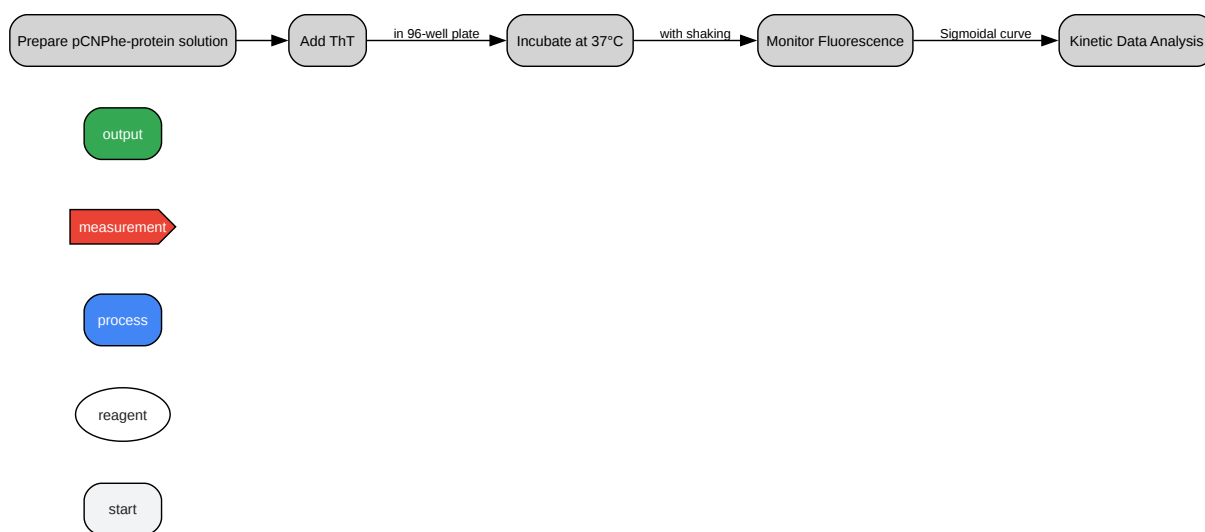 Prepare pCNPhe-protein solution
Add ThT
in 96-well plate
Incubate at 37°C
with shaking
Monitor Fluorescence
Sigmoidal curve
Kinetic Data Analysis
output
measurement
process
reagent
start